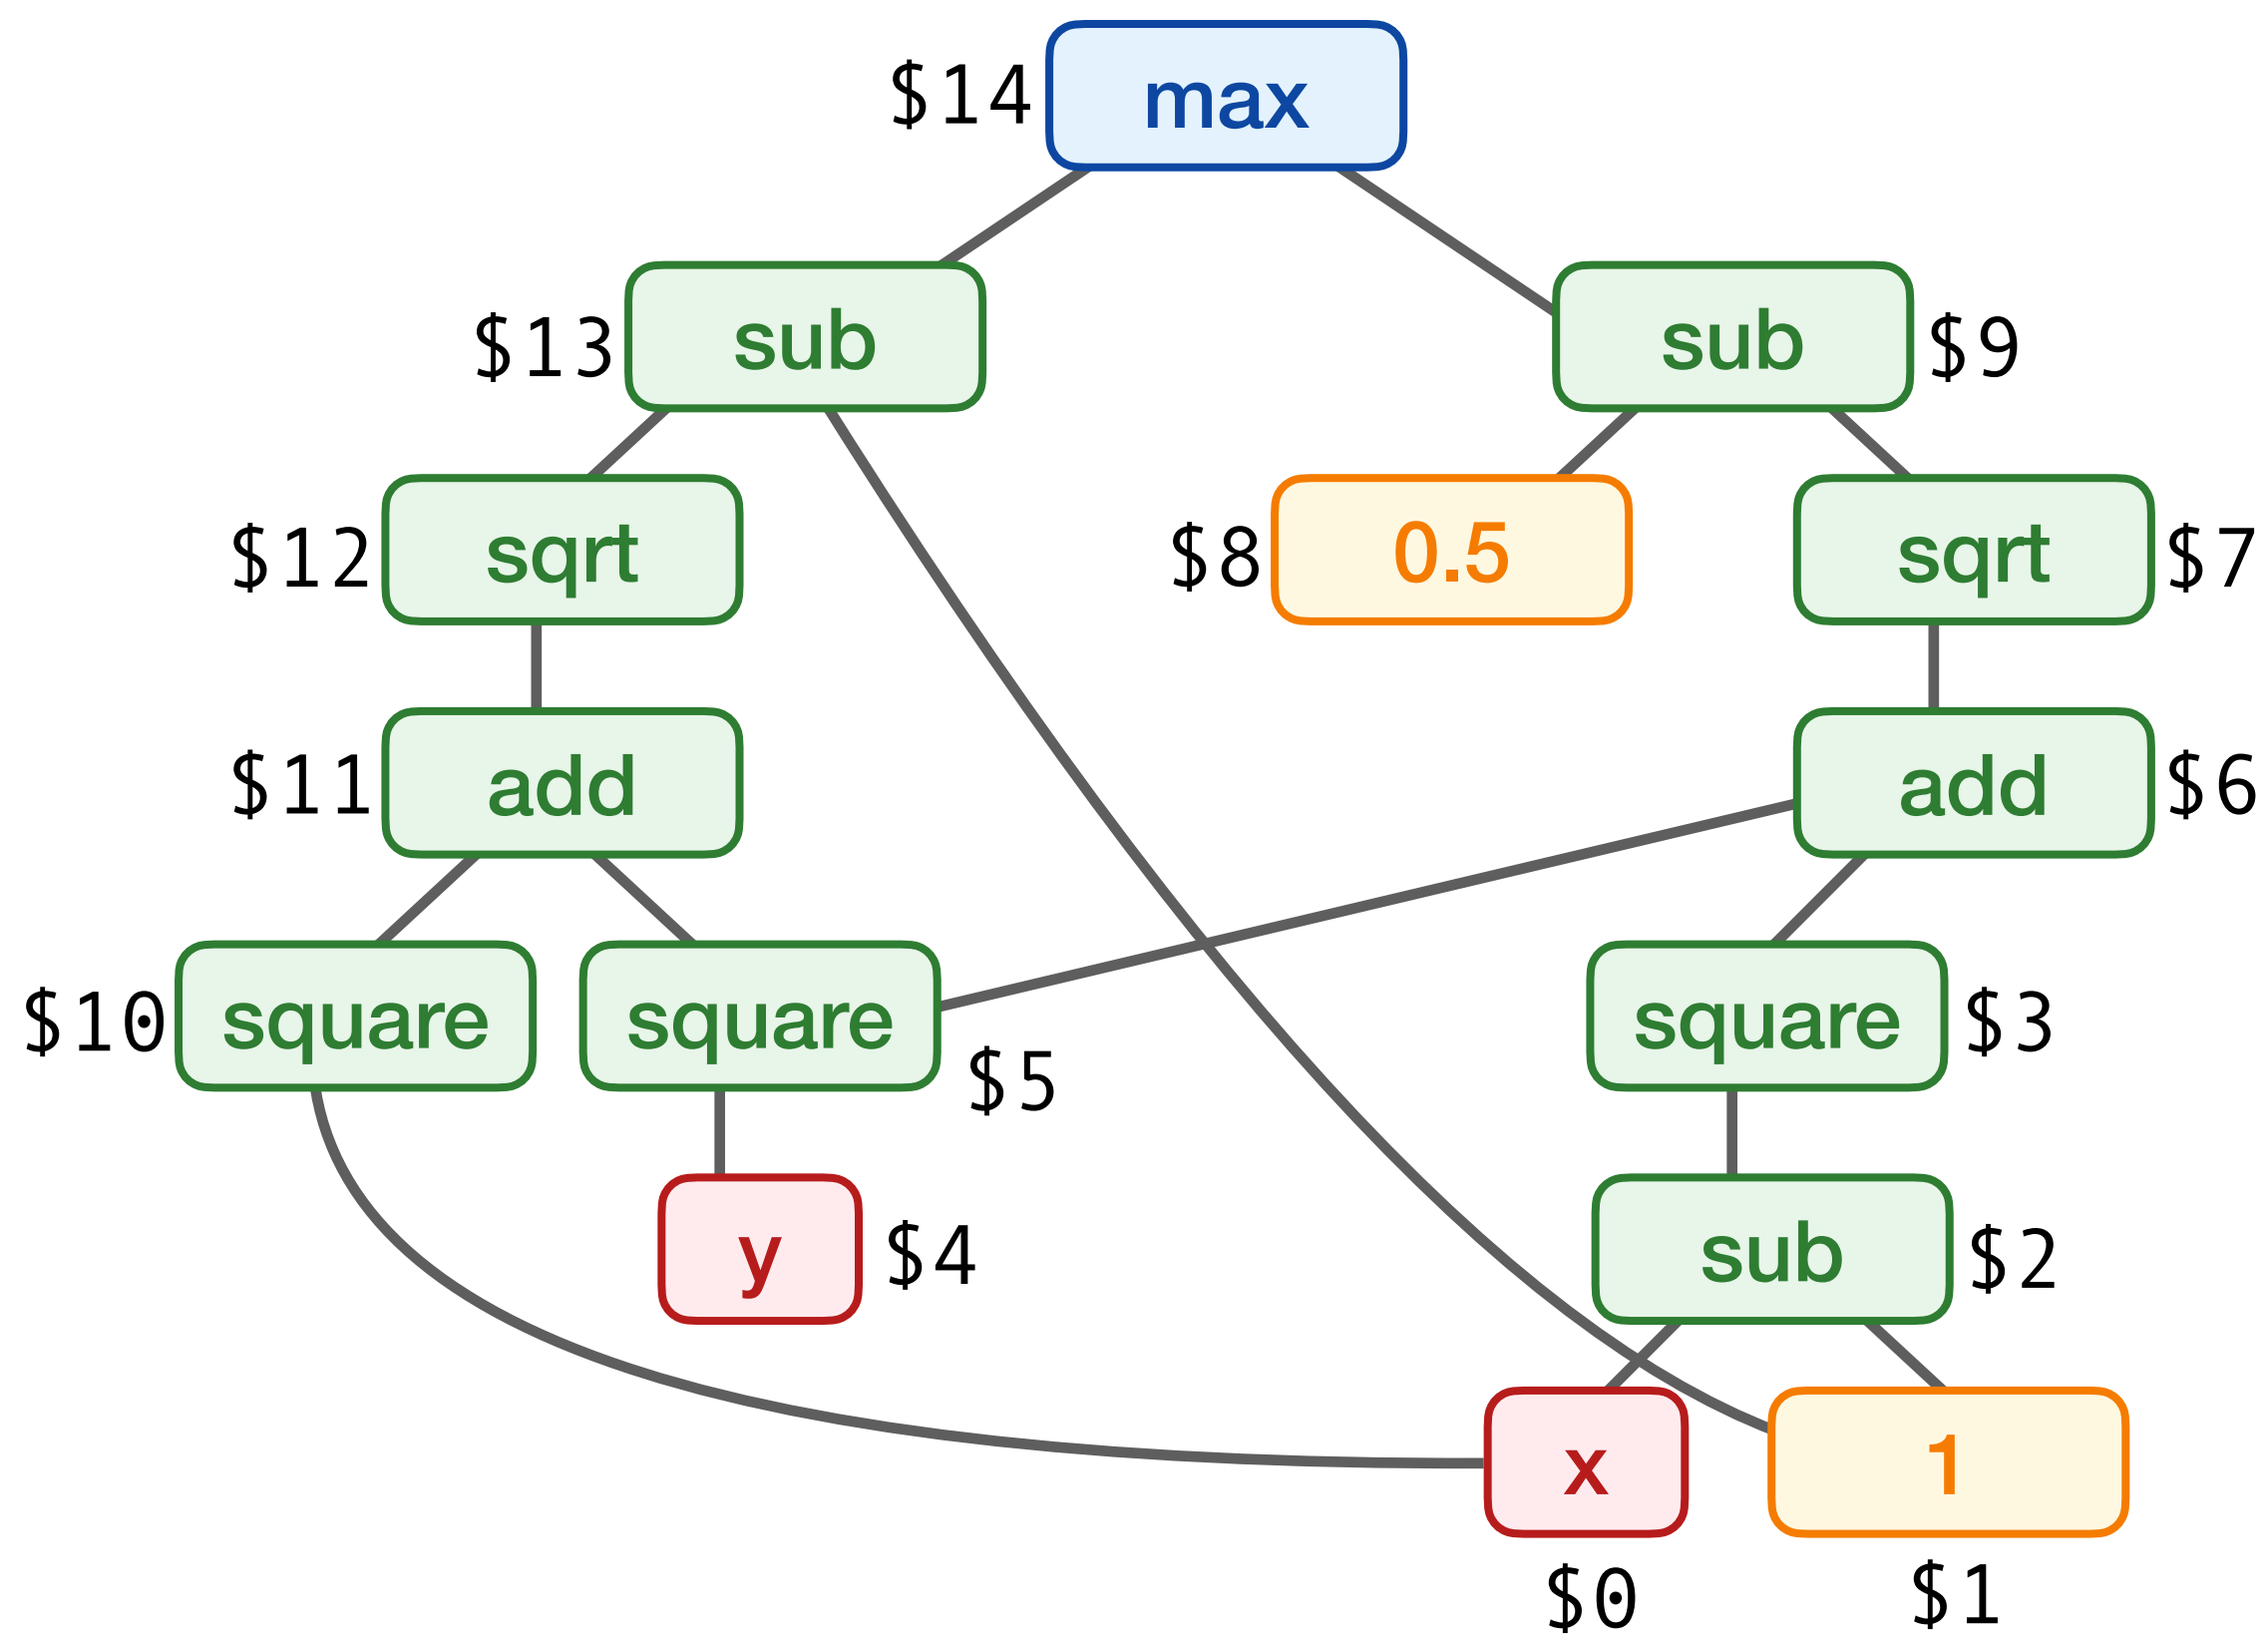 $14 max
$13 sub
sub $9
$12 sqrt
$8 0.5
sqrt $7
$11 add
add $6
$10 square
square $5
square $3
y $4
sub $2
x
1
$0
$1